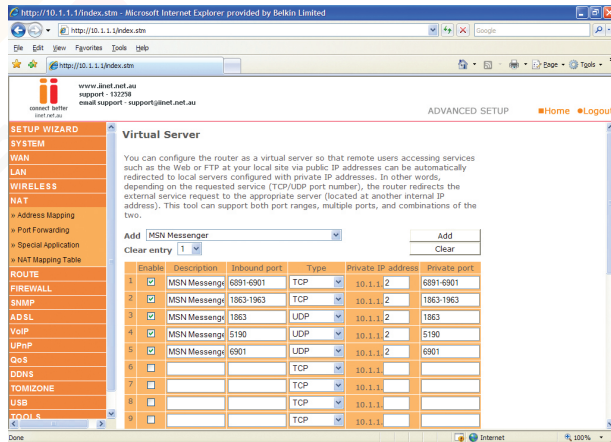 http://10.1.1.1/index.stm - Microsoft Internet Explorer provided by Belkin Limited
http://10.1.1.1/index.stm
Google
File Edit View Favorites Tools Help
http://10.1.1.1/index.stm
Page Tools
www.iinet.net.au
support - 132258
email support - support@iinet.net.au
connect better
iinet.net.au
ADVANCED SETUP
Home
Logout
SETUP WIZARD
SYSTEM
WAN
LAN
WIRELESS
NAT
» Address Mapping
» Port Forwarding
» Special Application
» NAT Mapping Table
ROUTE
FIREWALL
SNMP
ADSL
VoIP
UPnP
QoS
DDNS
TOMIZONE
USB
TOOLS
Virtual Server
You can configure the router as a virtual server so that remote users accessing services
such as the Web or FTP at your local site via public IP addresses can be automatically
redirected to local servers configured with private IP addresses. In other words,
depending on the requested service (TCP/UDP port number), the router redirects the
external service request to the appropriate server (located at another internal IP
address). This tool can support both port ranges, multiple ports, and combinations of the
two.
Add MSN Messenger Add
Clear entry 1 Clear
Enable Description Inbound port Type Private IP address Private port
1 MSN Messenge 6891-6901 TCP 10.1.1.2 6891-6901
2 MSN Messenge 1863-1963 TCP 10.1.1.2 1863-1963
3 MSN Messenge 1863 UDP 10.1.1.2 1863
4 MSN Messenge 5190 UDP 10.1.1.2 5190
5 MSN Messenge 6901 UDP 10.1.1.2 6901
6 TCP 10.1.1.
7 TCP 10.1.1.
8 TCP 10.1.1.
9 TCP 10.1.1.
Done
Internet
100%